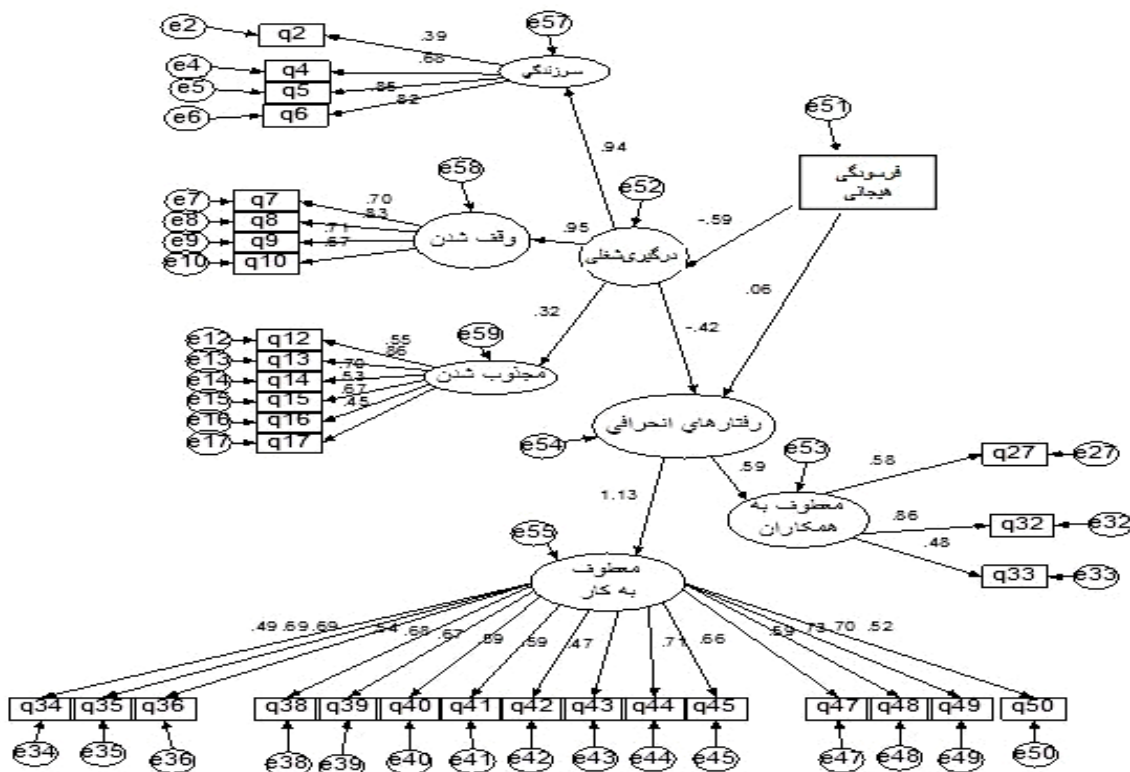 e2
q2
.39
e57
e4
q4
.68
سرزندگي
e5
q5
.85
e6
q6
.82
e51
.94
فرسودگی
هیجانی
e58
e52
e7
q7
.70
e8
q8
.83
-.59
e9
q9
.71
وقف شدن
.95
درگیری‌شغلی
e10
q10
.67
.06
.32
-.42
e59
e12
q12
.55
e13
q13
.86
e14
q14
.70
مجذوب شدن
e15
q15
.53
e16
q16
.67
e17
q17
.45
رفتارهاي انحرافي
e54
e53
q27
e27
.59
.58
1.13
معطوف به
همکاران
.86
q32
e32
e55
.48
معطوف
به کار
q33
e33
.49 .69 .69 .54 .68 .67 .89 .59 .47 .71 .66 .59 .73 .70 .52
q34 q35 q36 q38 q39 q40 q41 q42 q43 q44 q45 q47 q48 q49 q50
e34 e35 e36 e38 e39 e40 e41 e42 e43 e44 e45 e47 e48 e49 e50